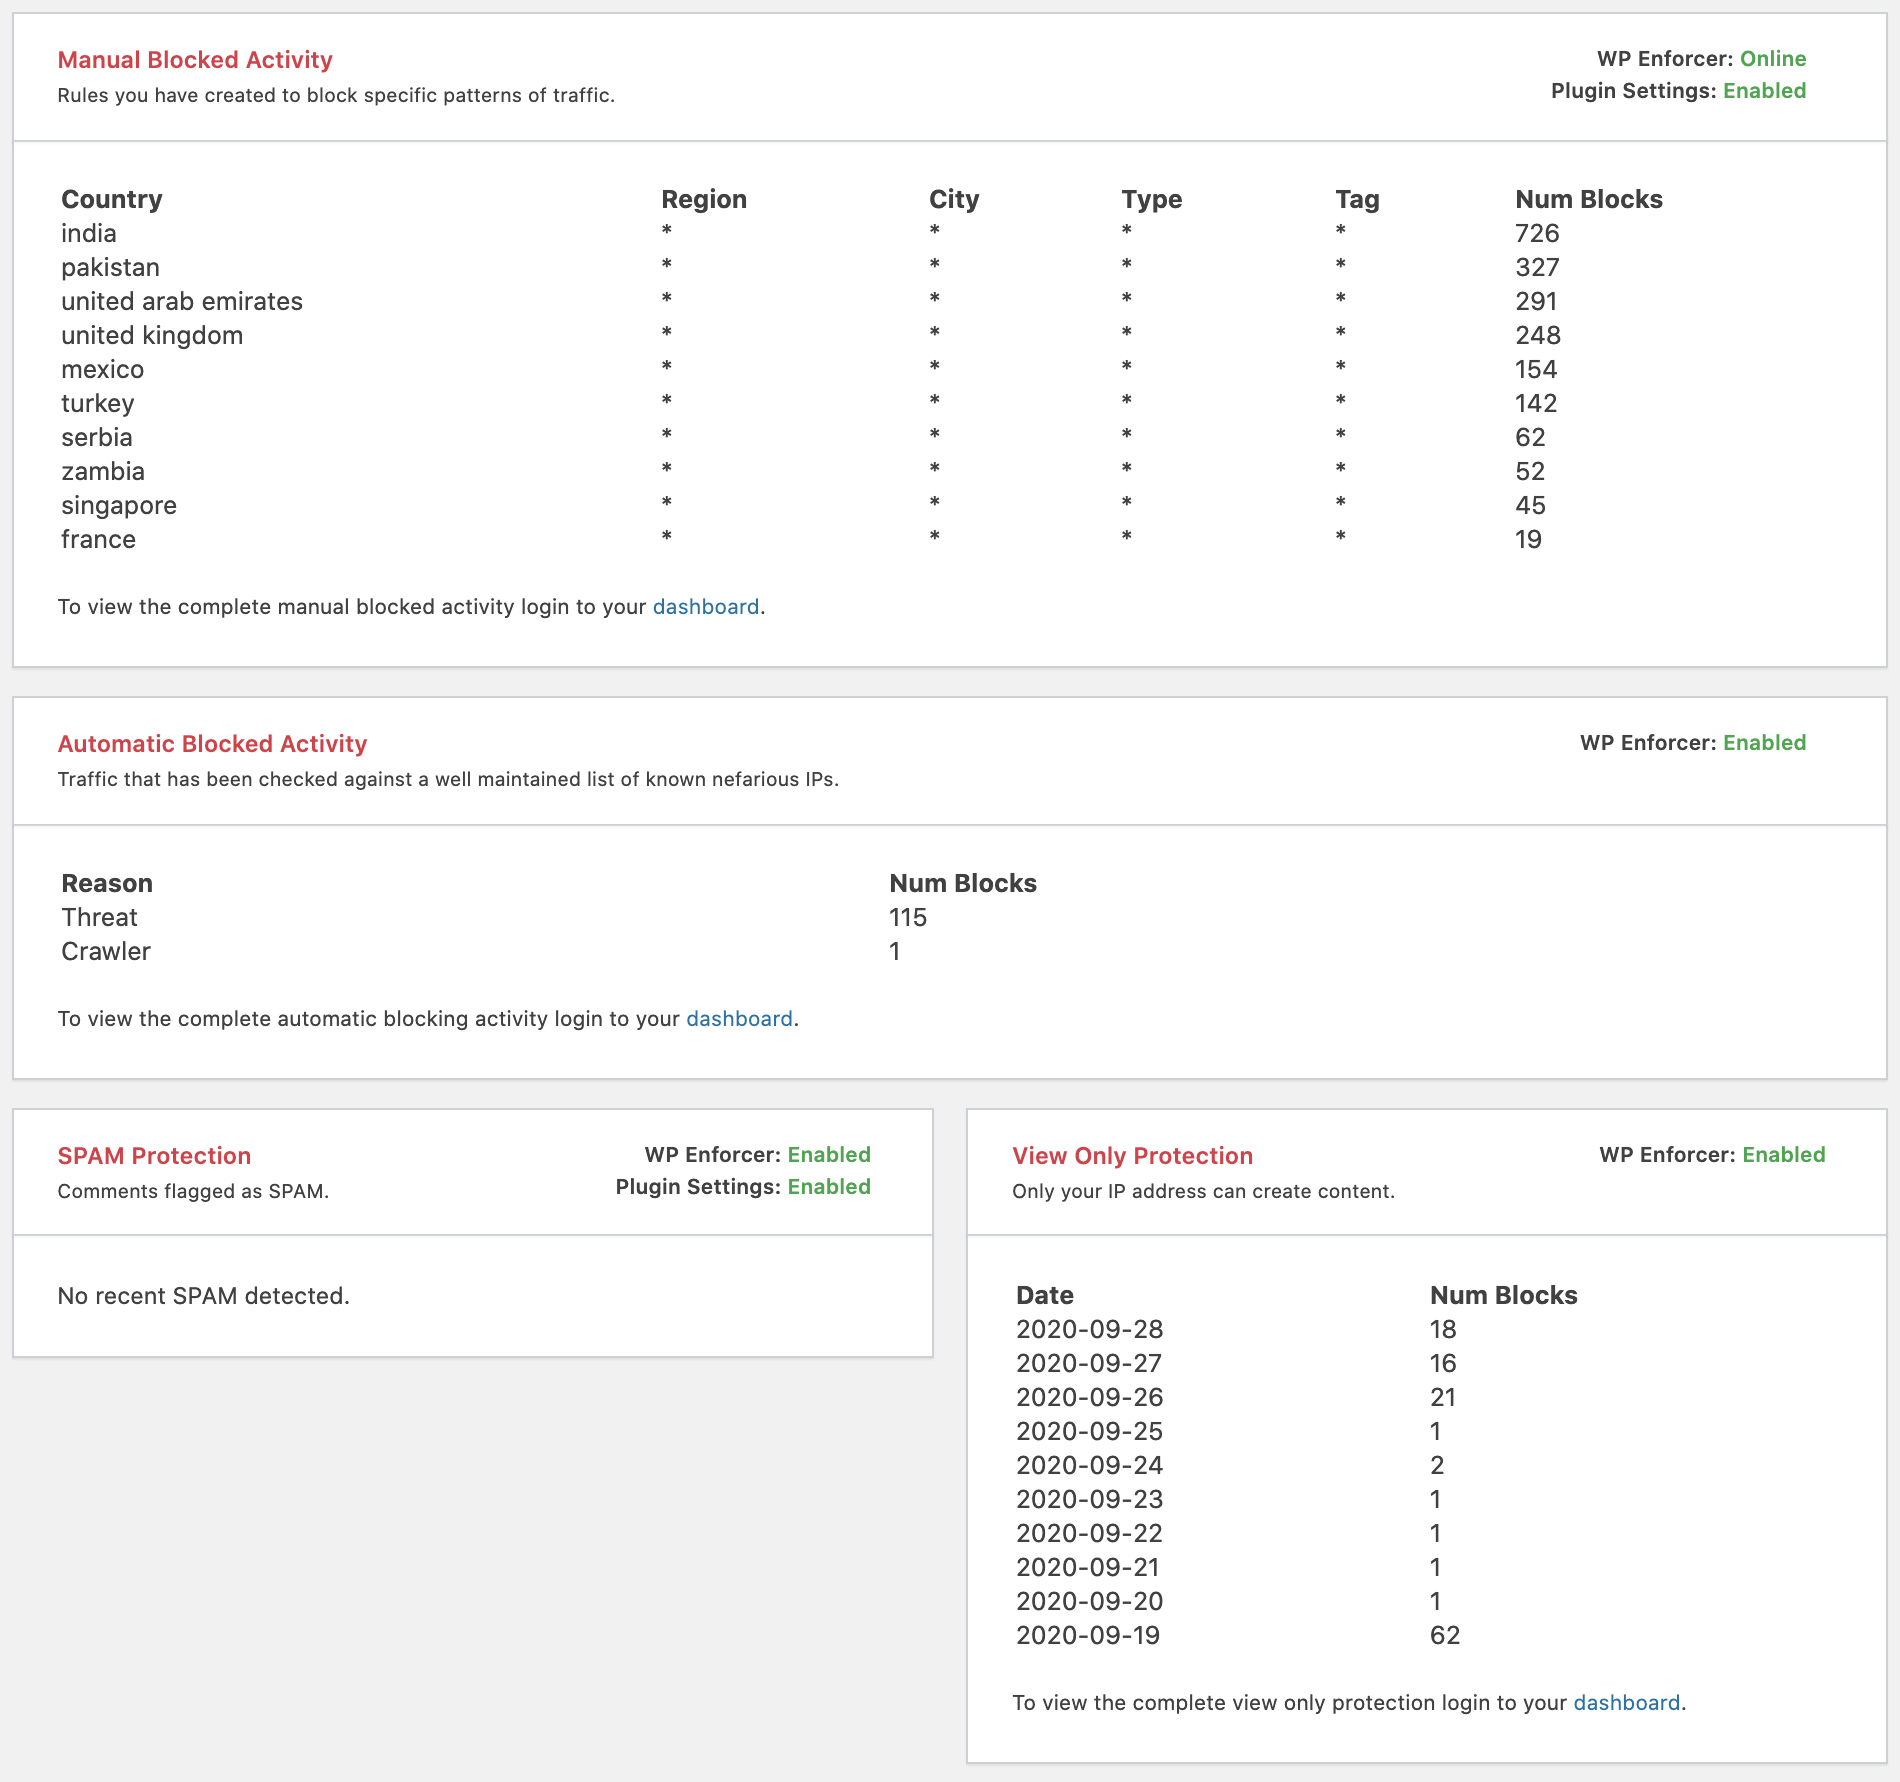 Manual Blocked Activity
WP Enforcer: Online
Rules you have created to block specific patterns of traffic.
Plugin Settings: Enabled
Country Region City Type Tag Num Blocks
india * * * * 726
pakistan * * * * 327
united arab emirates * * * * 291
united kingdom * * * * 248
mexico * * * * 154
turkey * * * * 142
serbia * * * * 62
zambia * * * * 52
singapore * * * * 45
france * * * * 19
To view the complete manual blocked activity login to your dashboard.
Automatic Blocked Activity
WP Enforcer: Enabled
Traffic that has been checked against a well maintained list of known nefarious IPs.
Reason Num Blocks
Threat 115
Crawler 1
To view the complete automatic blocking activity login to your dashboard.
SPAM Protection
WP Enforcer: Enabled
Comments flagged as SPAM.
Plugin Settings: Enabled
No recent SPAM detected.
View Only Protection
WP Enforcer: Enabled
Only your IP address can create content.
Date Num Blocks
2020-09-28 18
2020-09-27 16
2020-09-26 21
2020-09-25 1
2020-09-24 2
2020-09-23 1
2020-09-22 1
2020-09-21 1
2020-09-20 1
2020-09-19 62
To view the complete view only protection login to your dashboard.